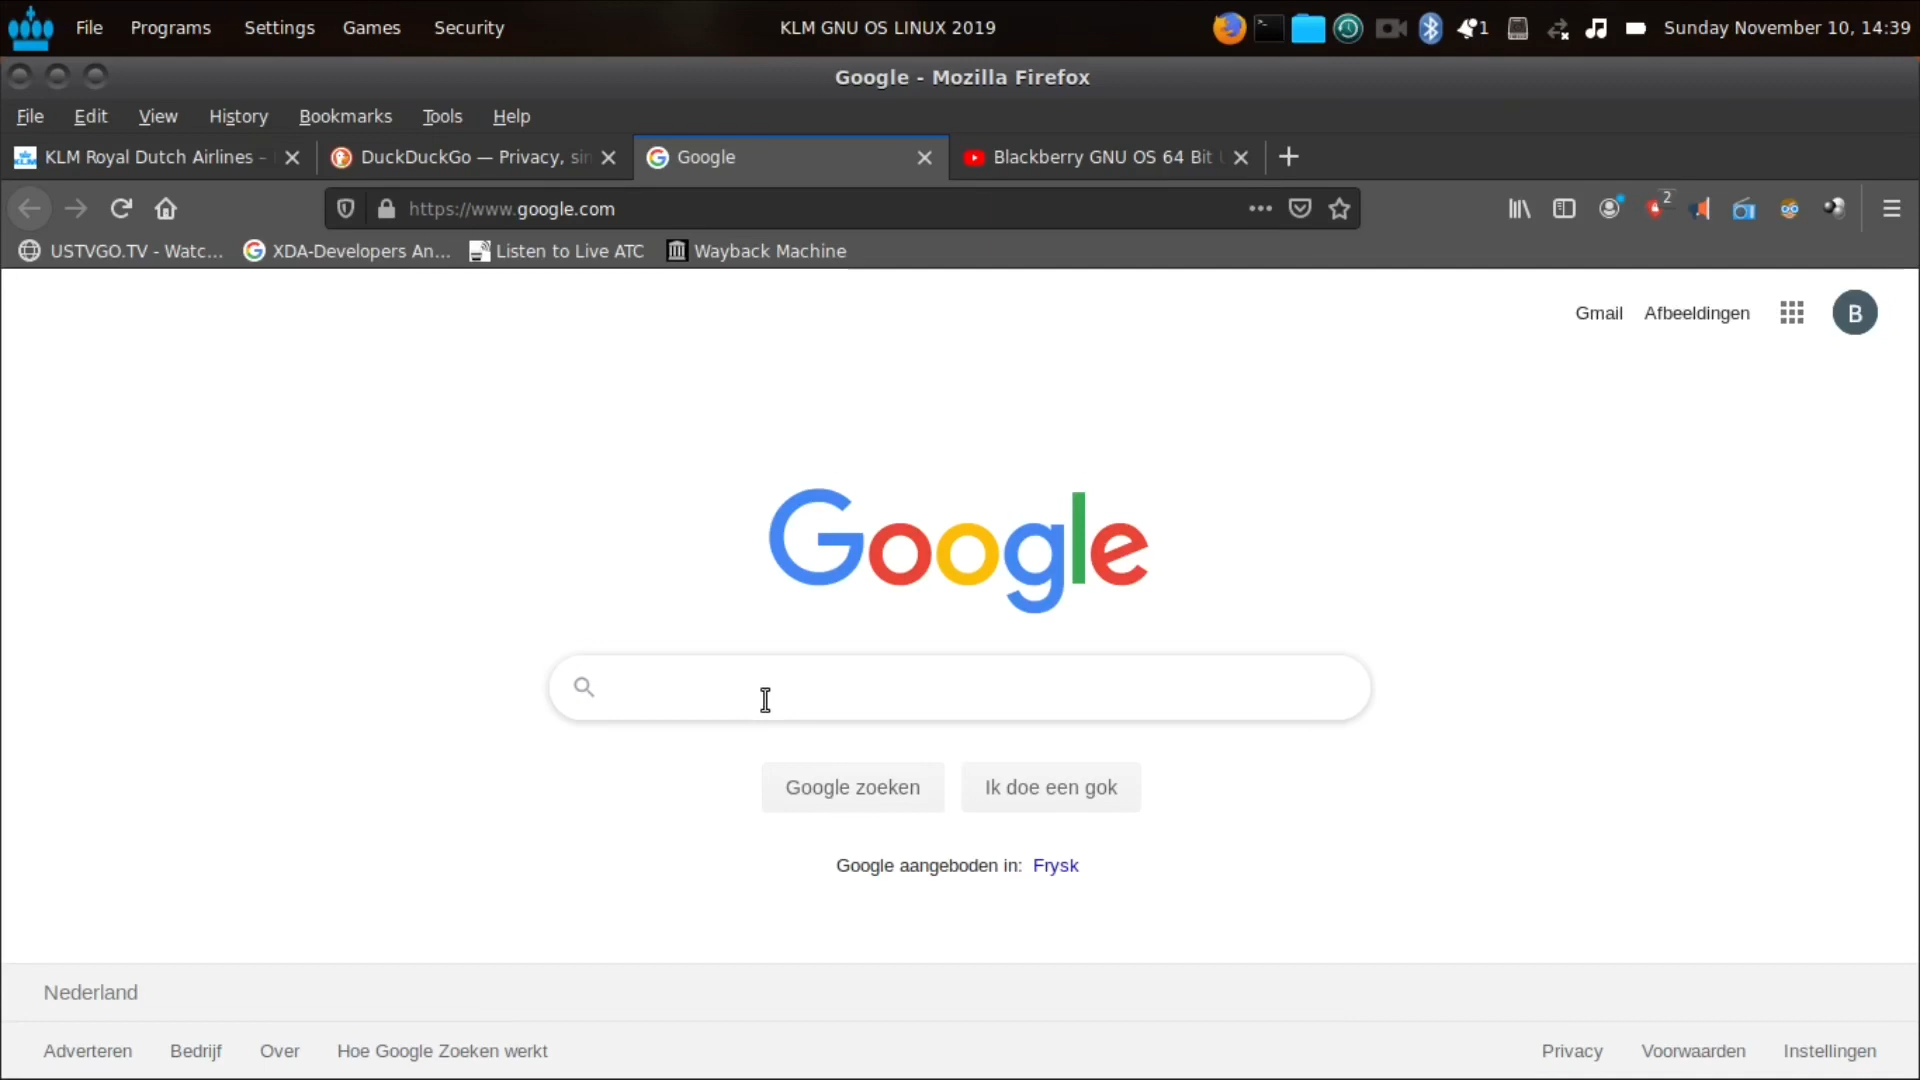 File Programs Settings Games Security KLM GNU OS LINUX 2019 1 Sunday November 10, 14:39
Google - Mozilla Firefox
File Edit View History Bookmarks Tools Help
KLM Royal Dutch Airlines – DuckDuckGo — Privacy, sin Google Blackberry GNU OS 64 Bit
https://www.google.com 2
USTVGO.TV - Watc... XDA-Developers An... Listen to Live ATC Wayback Machine
Gmail Afbeeldingen B
Google
Google zoeken Ik doe een gok
Google aangeboden in: Frysk
Nederland
Adverteren Bedrijf Over Hoe Google Zoeken werkt Privacy Voorwaarden Instellingen